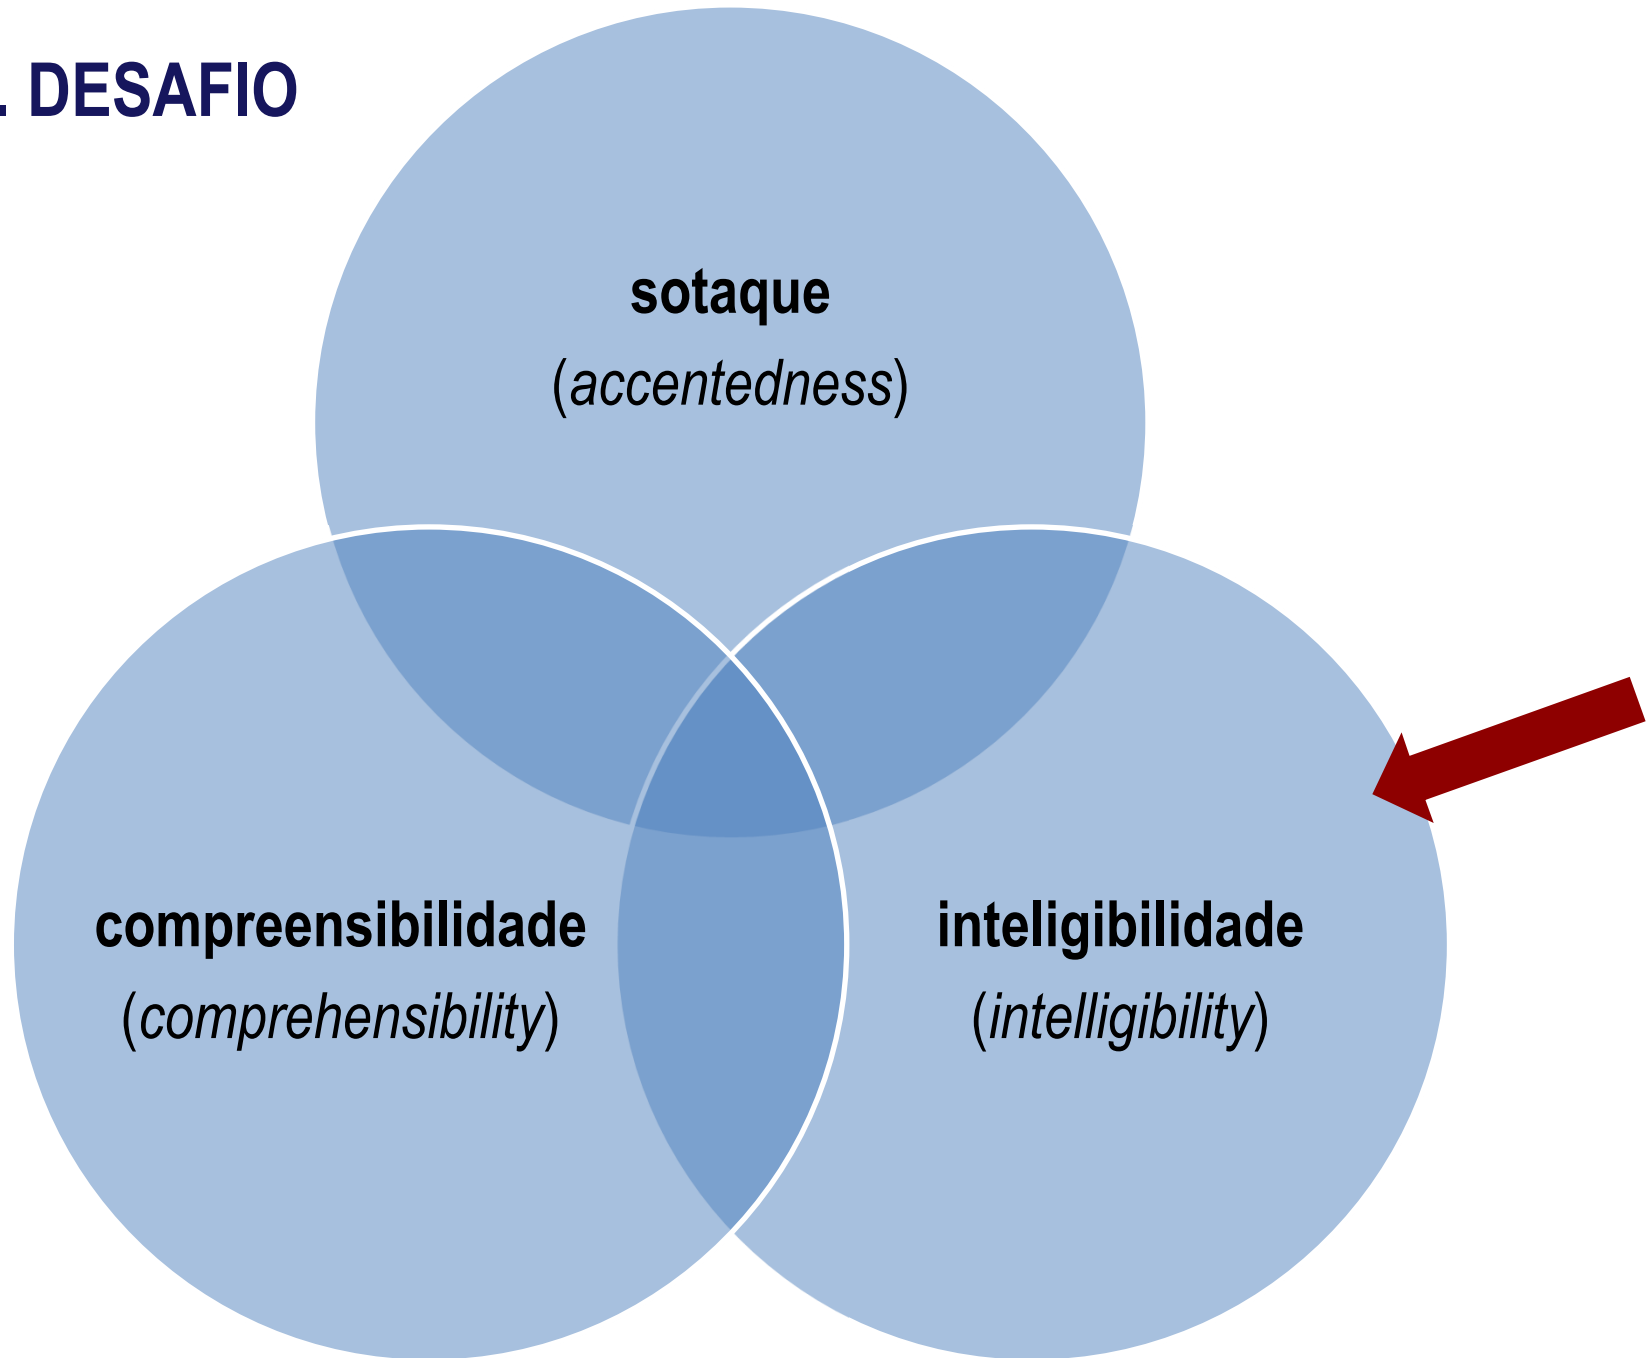 . DESAFIO
sotaque
(accentedness)
compreensibilidade
(comprehensibility)
inteligibilidade
(intelligibility)